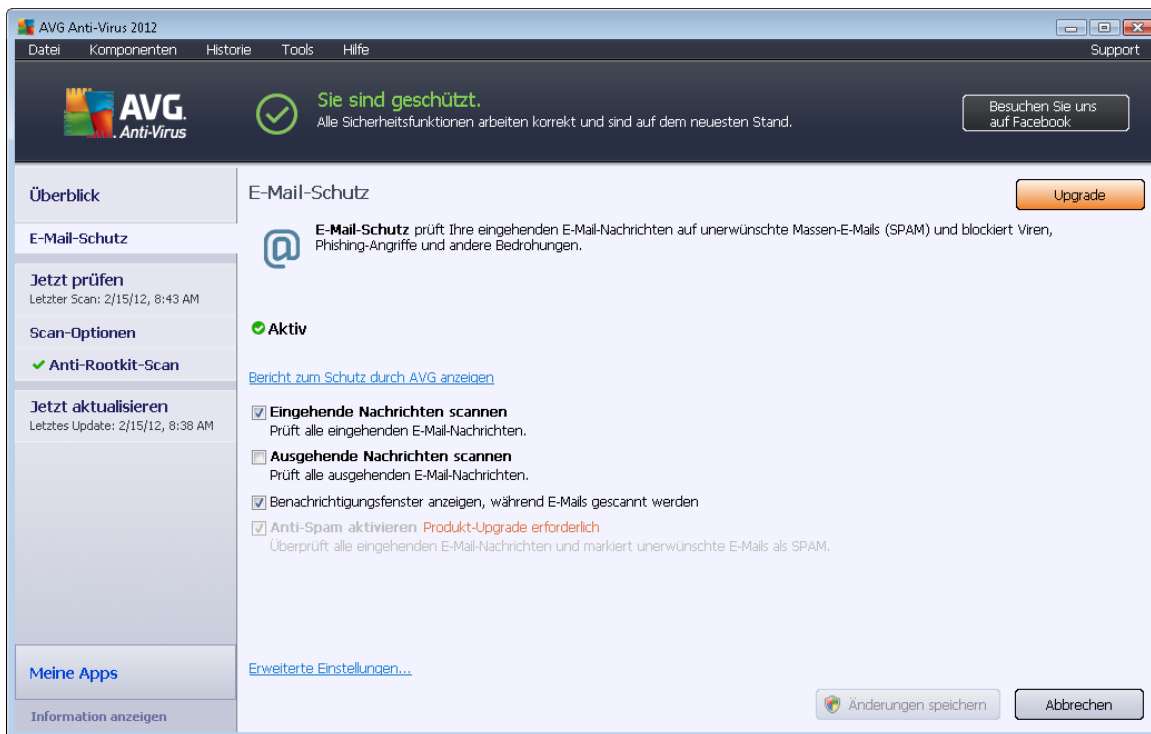 AVG Anti-Virus 2012
Datei Komponenten Historie Tools Hilfe Support
AVG.
Anti-Virus
Sie sind geschützt.
Alle Sicherheitsfunktionen arbeiten korrekt und sind auf dem neuesten Stand.
Besuchen Sie uns
auf Facebook
Überblick
E-Mail-Schutz
Jetzt prüfen
Letzter Scan: 2/15/12, 8:43 AM
Scan-Optionen
Anti-Rootkit-Scan
Jetzt aktualisieren
Letztes Update: 2/15/12, 8:38 AM
Meine Apps
Information anzeigen
E-Mail-Schutz
Upgrade
E-Mail-Schutz prüft Ihre eingehenden E-Mail-Nachrichten auf unerwünschte Massen-E-Mails (SPAM) und blockiert Viren,
Phishing-Angriffe und andere Bedrohungen.
Aktiv
Bericht zum Schutz durch AVG anzeigen
Eingehende Nachrichten scannen
Prüft alle eingehenden E-Mail-Nachrichten.
Ausgehende Nachrichten scannen
Prüft alle ausgehenden E-Mail-Nachrichten.
Benachrichtigungsfenster anzeigen, während E-Mails gescannt werden
Anti-Spam aktivieren Produkt-Upgrade erforderlich
Überprüft alle eingehenden E-Mail-Nachrichten und markiert unerwünschte E-Mails als SPAM.
Erweiterte Einstellungen...
Änderungen speichern
Abbrechen